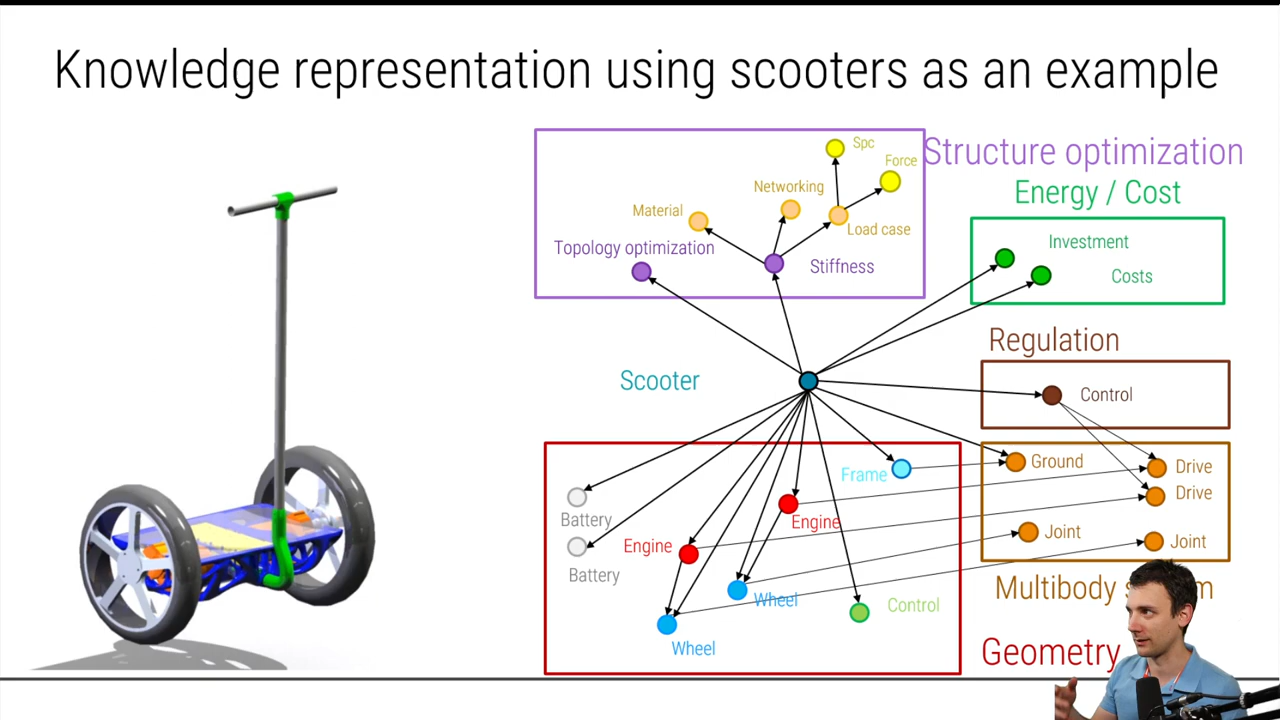 Knowledge representation using scooters as an example
Spc
Structure optimization
Force
Networking
Energy / Cost
Material
Load case
Topology optimization
Stiffness
Investment
Costs
Regulation
Scooter
Control
Frame
Ground
Drive
Drive
Battery
Engine
Engine
Joint
Joint
Battery
Wheel
Multibody
Control
Wheel
Geometry